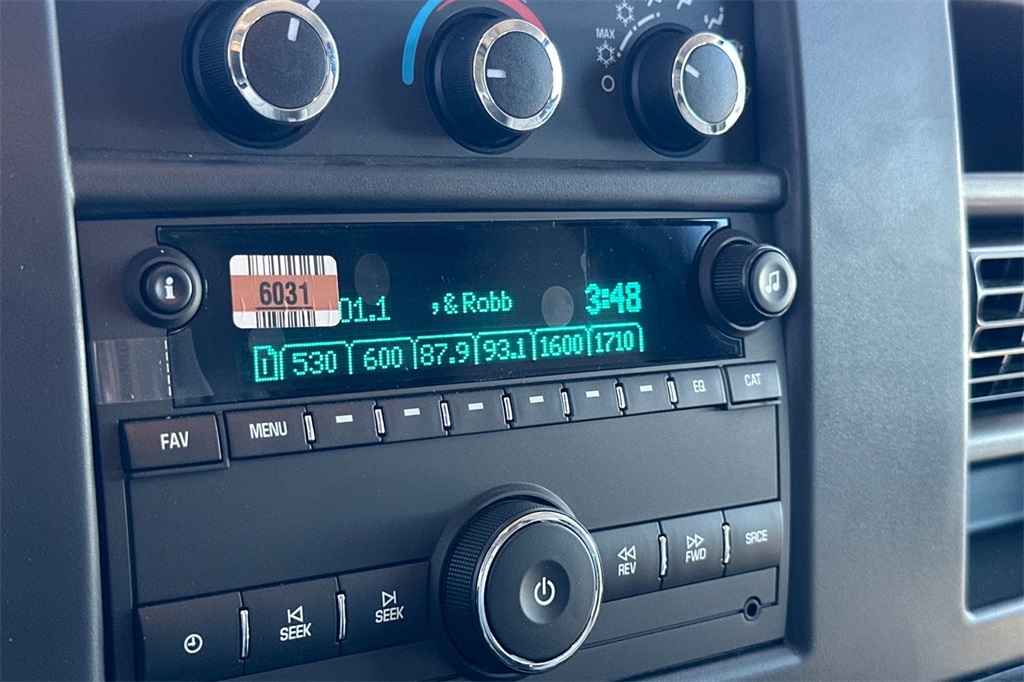 MAX
6031
01.1 ,&Robb 3:48
1 530 600 87.9 93.1 1600 1710
FAV MENU EQ CAT
SEEK SEEK REV FWD SRCE